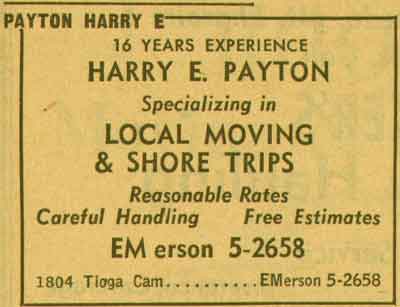 PAYTON HARRY E
16 YEARS EXPERIENCE
HARRY E. PAYTON
Specializing in
LOCAL MOVING
& SHORE TRIPS
Reasonable Rates
Careful Handling Free Estimates
EM erson 5-2658
1804 Tioga Cam..........EMerson 5-2658